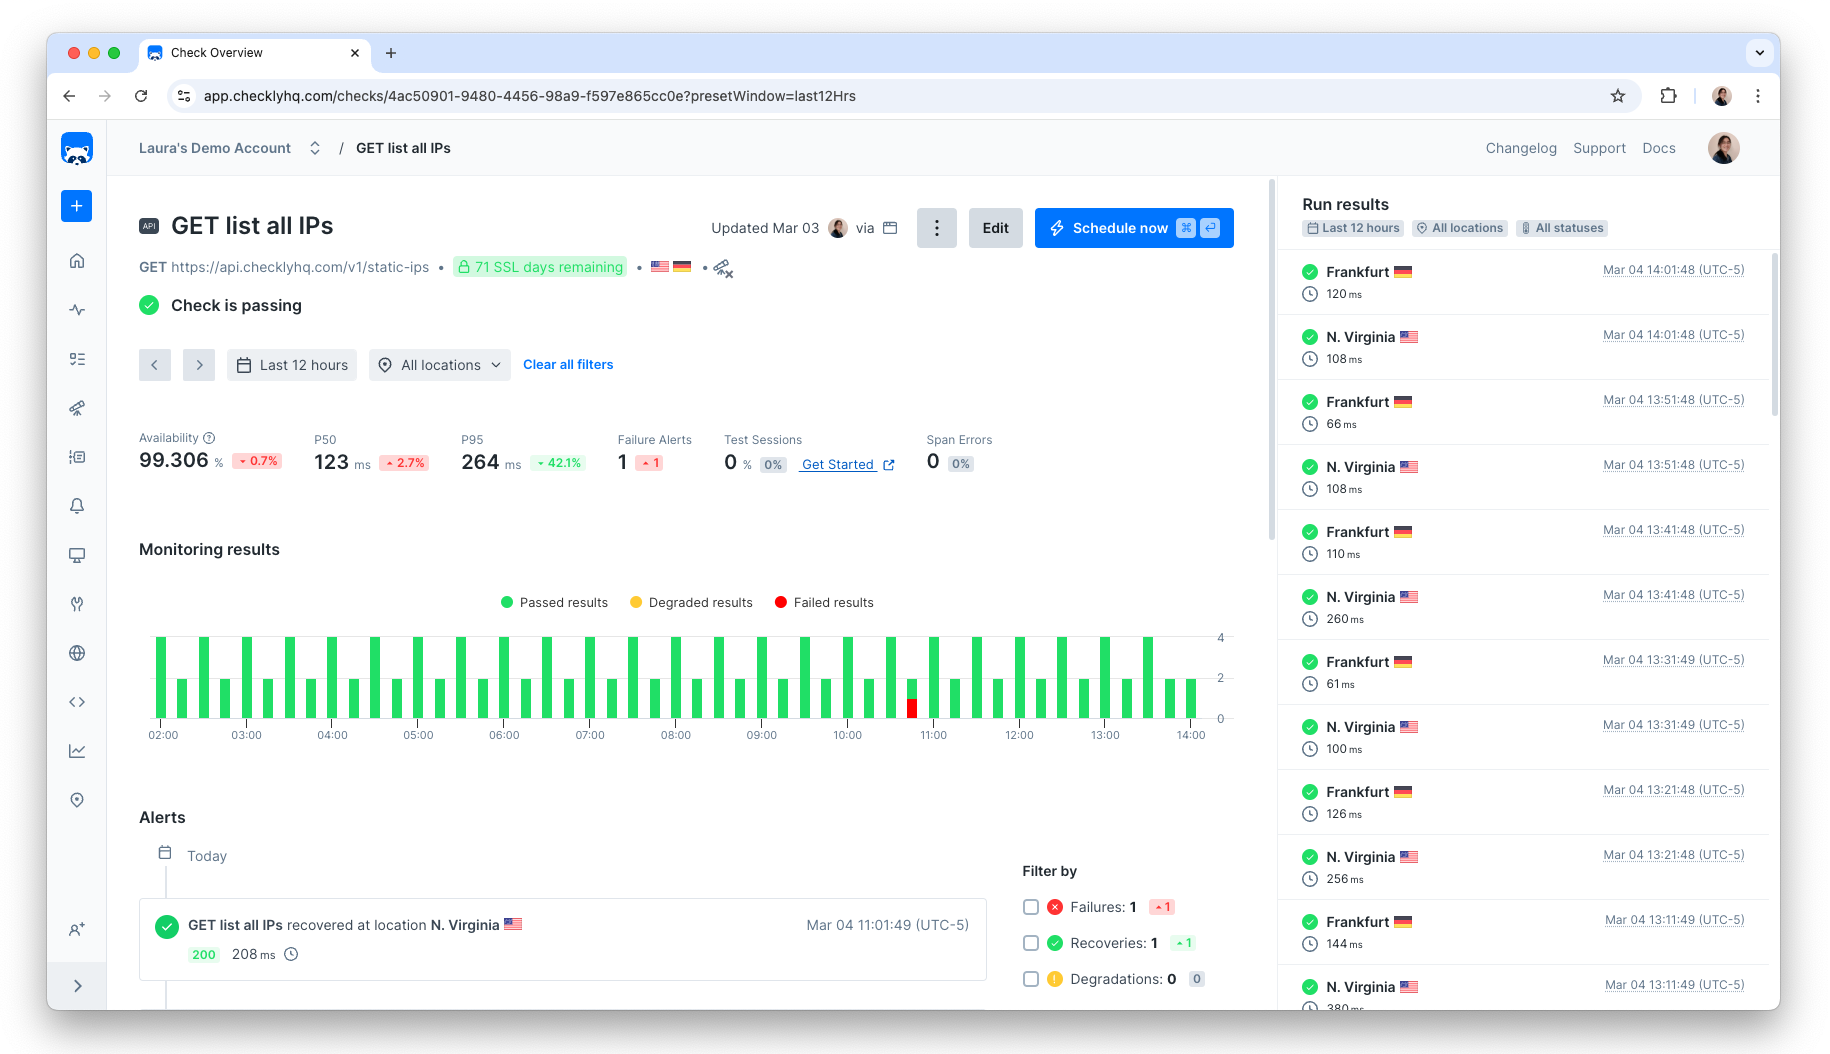 Check Overview
app.checklyhq.com/checks/4ac50901-9480-4456-98a9-f597e865cc0e?presetWindow=last12Hrs
Laura's Demo Account / GET list all IPs
Changelog Support Docs
API GET list all IPs
Updated Mar 03 via
Edit
Schedule now
GET https://api.checklyhq.com/v1/static-ips • 71 SSL days remaining
Check is passing
Last 12 hours
All locations
Clear all filters
Availability
99.306 % 0.7%
P50
123 ms 2.7%
P95
264 ms 42.1%
Failure Alerts
1 1
Test Sessions
0 % 0% Get Started
Span Errors
0 0%
Monitoring results
Passed results Degraded results Failed results
4
2
0
02:00 03:00 04:00 05:00 06:00 07:00 08:00 09:00 10:00 11:00 12:00 13:00 14:00
Alerts
Today
GET list all IPs recovered at location N. Virginia
Mar 04 11:01:49 (UTC-5)
200 208 ms
Filter by
Failures: 1 1
Recoveries: 1 1
Degradations: 0 0
Run results
Last 12 hours All locations All statuses
Frankfurt Mar 04 14:01:48 (UTC-5)
120 ms
N. Virginia Mar 04 14:01:48 (UTC-5)
108 ms
Frankfurt Mar 04 13:51:48 (UTC-5)
66 ms
N. Virginia Mar 04 13:51:48 (UTC-5)
108 ms
Frankfurt Mar 04 13:41:48 (UTC-5)
110 ms
N. Virginia Mar 04 13:41:48 (UTC-5)
260 ms
Frankfurt Mar 04 13:31:49 (UTC-5)
61 ms
N. Virginia Mar 04 13:31:49 (UTC-5)
100 ms
Frankfurt Mar 04 13:21:48 (UTC-5)
126 ms
N. Virginia Mar 04 13:21:48 (UTC-5)
256 ms
Frankfurt Mar 04 13:11:49 (UTC-5)
144 ms
N. Virginia Mar 04 13:11:49 (UTC-5)
380 ms